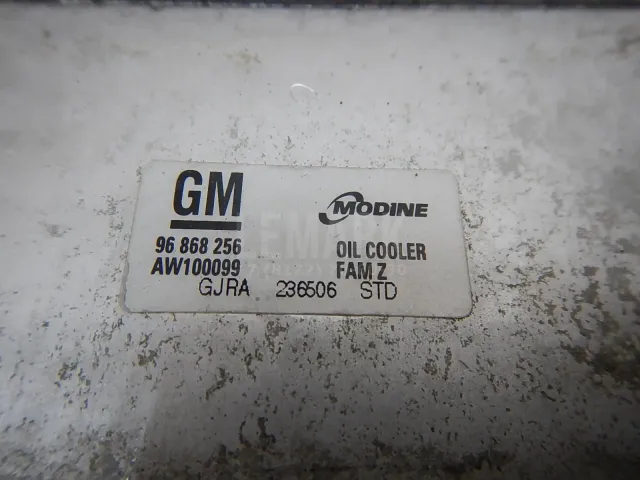 GM
MODINE
96 868 256
OIL COOLER
AW100099
FAM Z
GJRA 236506 STD